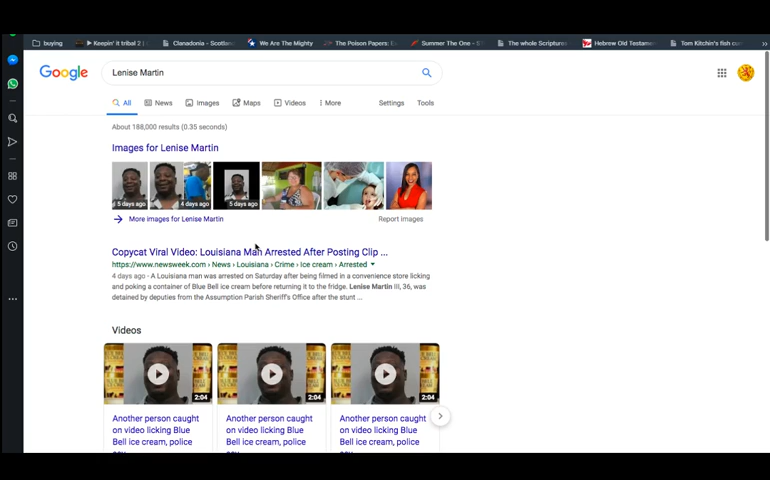 buying
Keepin' it tribal 2
Clanadonia - Scotlan
We Are The Mighty
The Poison Papers: E
Summer The One - S
The whole Scripture
Hebrew Old Testame
Tom Kitchin's fish cur
»
Google
Lenise Martin
All
News
Images
Maps
Videos
More
Settings
Tools
About 188,000 results (0.35 seconds)
Images for Lenise Martin
5 days ago
4 days ago
5 days ago
More images for Lenise Martin
Report images
Copycat Viral Video: Louisiana Man Arrested After Posting Clip ...
https://www.newsweek.com › News › Louisiana › Crime › Ice cream › Arrested
4 days ago - A Louisiana man was arrested on Saturday after being filmed in a convenience store licking
and poking a container of Blue Bell ice cream before returning it to the fridge. Lenise Martin III, 36, was
detained by deputies from the Assumption Parish Sheriff's Office after the stunt ...
Videos
2:04
2:04
2:04
Another person caught
on video licking Blue
Bell ice cream, police
Another person caught
on video licking Blue
Bell ice cream, police
Another person caught
on video licking Blue
Bell ice cream, police